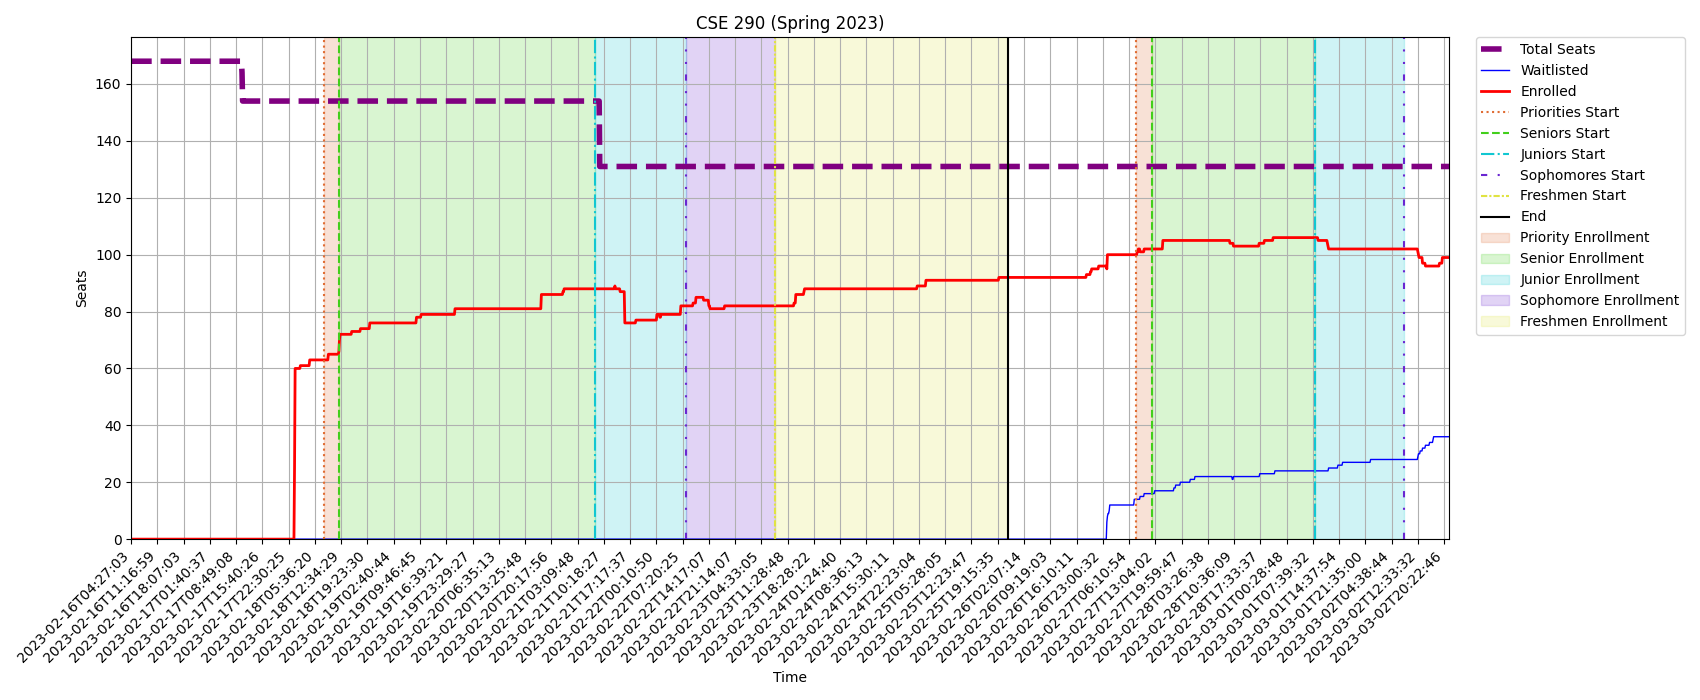 CSE 290 (Spring 2023)
Seats
0
20
40
60
80
100
120
140
160
2023-02-16T04:27:03
2023-02-16T11:16:59
2023-02-16T18:07:03
2023-02-17T01:40:37
2023-02-17T08:49:08
2023-02-17T15:40:26
2023-02-17T22:30:25
2023-02-18T05:36:20
2023-02-18T12:34:29
2023-02-18T19:23:30
2023-02-19T02:40:44
2023-02-19T09:46:45
2023-02-19T16:39:21
2023-02-19T23:29:27
2023-02-20T06:35:13
2023-02-20T13:25:48
2023-02-20T20:17:56
2023-02-21T03:09:48
2023-02-21T10:18:27
2023-02-21T17:17:37
2023-02-22T00:10:50
2023-02-22T07:20:25
2023-02-22T14:17:07
2023-02-22T21:14:07
2023-02-23T04:33:05
2023-02-23T11:28:48
2023-02-23T18:28:22
2023-02-24T01:24:40
2023-02-24T08:36:13
2023-02-24T15:30:11
2023-02-24T22:23:04
2023-02-25T05:28:05
2023-02-25T12:23:47
2023-02-25T19:15:35
2023-02-26T02:07:14
2023-02-26T09:19:03
2023-02-26T16:10:11
2023-02-26T23:00:32
2023-02-27T06:10:54
2023-02-27T13:04:02
2023-02-27T19:59:47
2023-02-28T03:26:38
2023-02-28T10:36:09
2023-02-28T17:33:37
2023-03-01T00:28:48
2023-03-01T07:39:32
2023-03-01T14:37:54
2023-03-01T21:35:00
2023-03-02T04:38:44
2023-03-02T12:33:32
2023-03-02T20:22:46
Time
Total Seats
Waitlisted
Enrolled
Priorities Start
Seniors Start
Juniors Start
Sophomores Start
Freshmen Start
End
Priority Enrollment
Senior Enrollment
Junior Enrollment
Sophomore Enrollment
Freshmen Enrollment